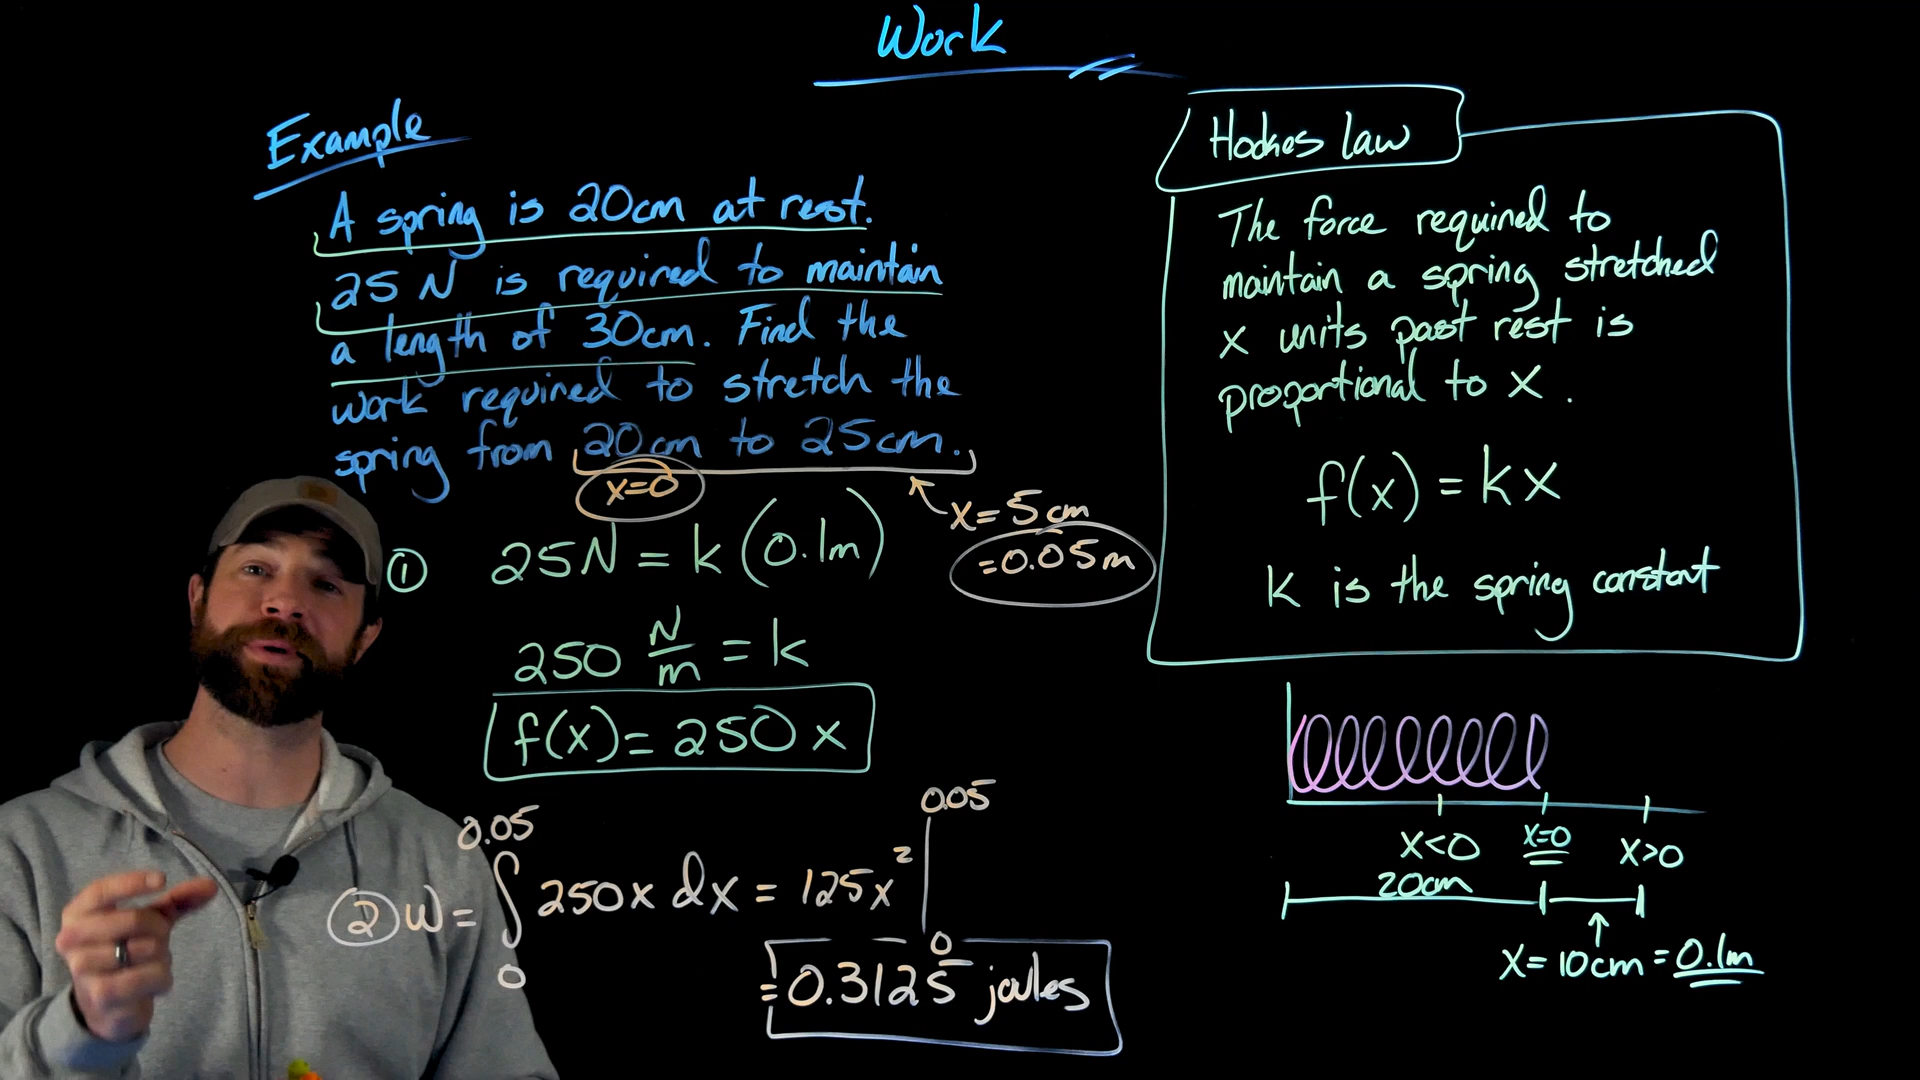 Work
Example
A spring is 20cm at rest.
25 N is required to maintain
a length of 30cm. Find the
work required to stretch the
spring from 20cm to 25cm.
x=0
x= 5cm
=0.05m
① 25N = k (0.1m)
250 N/m = k
f(x)= 250 x
② W = ∫₀^0.05 250x dx = 125x² |₀^0.05
= 0.3125 joules
Hookes law
The force required to
maintain a spring stretched
x units past rest is
proportional to x.
f(x) = kx
k is the spring constant
x<0 x=0 x>0
20cm
x= 10cm = 0.1m